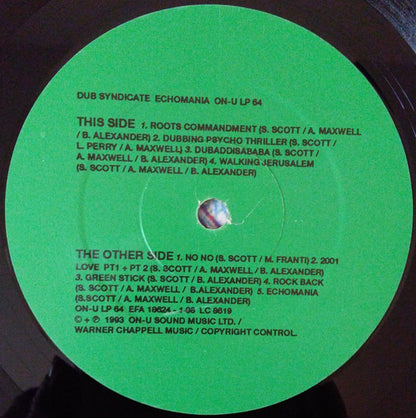 DUB SYNDICATE ECHOMANIA ON-U LP 64
THIS SIDE 1. ROOTS COMMANDMENT (S. SCOTT / A. MAXWELL
/ B. ALEXANDER) 2. DUBBING PSYCHO THRILLER (S. SCOTT /
L. PERRY / A. MAXWELL) 3. DUBADDISABABA (S. SCOTT /
A. MAXWELL / B. ALEXANDER) 4. WALKING JERUSALEM
(S. SCOTT / A. MAXWELL / B. ALEXANDER)
THE OTHER SIDE 1. NO NO (S. SCOTT / M. FRANTI) 2. 2001
LOVE PT1 + PT 2 (S. SCOTT / A. MAXWELL / B. ALEXANDER)
3. GREEN STICK (S. SCOTT / B. ALEXANDER) 4. ROCK BACK
(S. SCOTT / A. MAXWELL / B. ALEXANDER) 5. ECHOMANIA
(S.SCOTT / A. MAXWELL / B. ALEXANDER)
ON-U LP 64 EFA 18624 - 1 08 LC 9619
© + ℗ 1993 ON-U SOUND MUSIC LTD. /
WARNER CHAPPELL MUSIC / COPYRIGHT CONTROL.